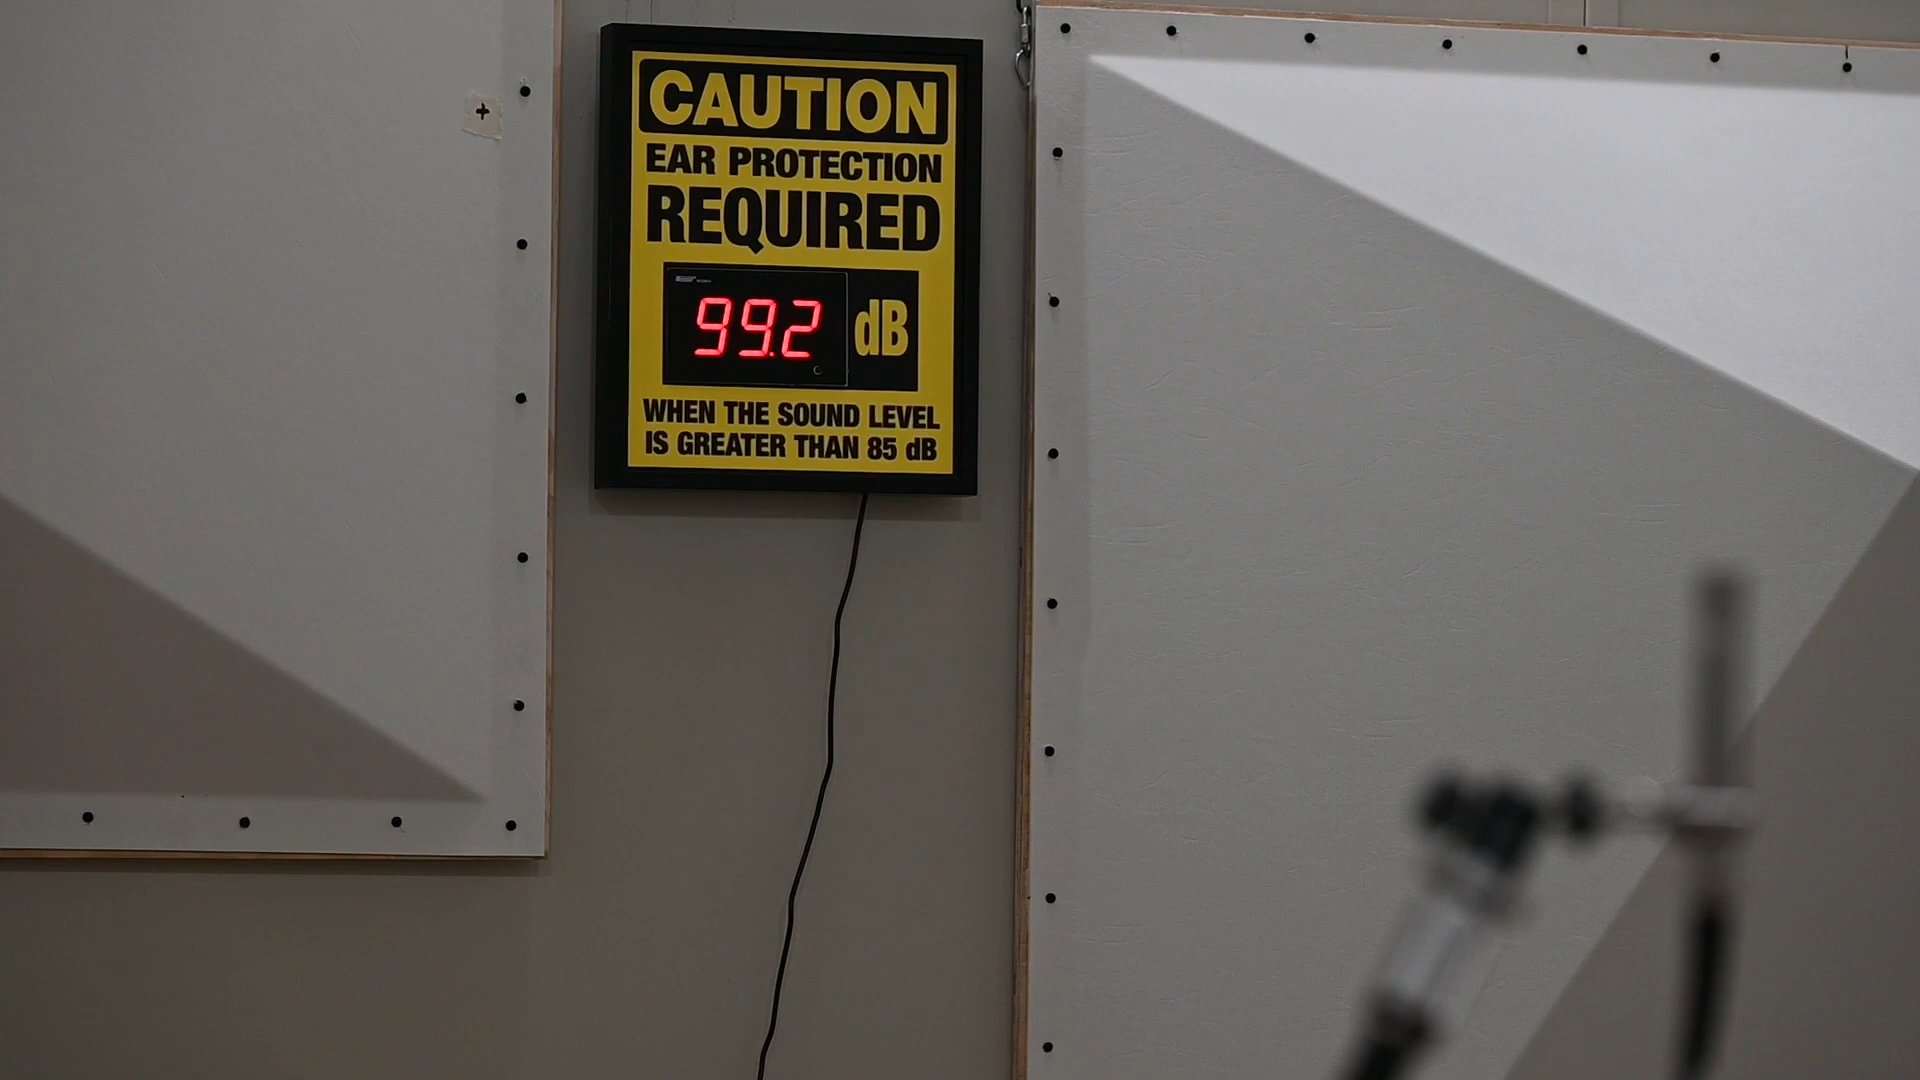 CAUTION
EAR PROTECTION
REQUIRED
99.2 dB
WHEN THE SOUND LEVEL
IS GREATER THAN 85 dB